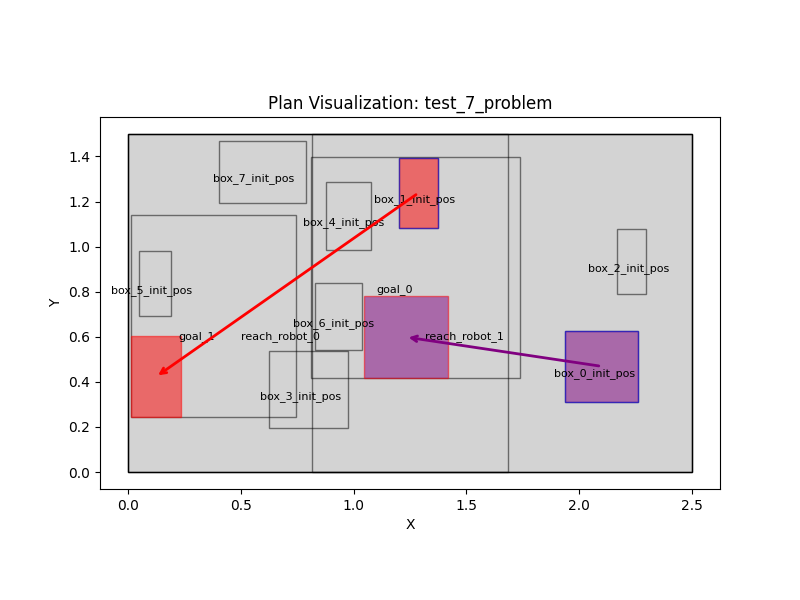 Plan Visualization: test_7_problem
box_7_init_pos
box_1_init_pos
box_4_init_pos
box_2_init_pos
box_5_init_pos
goal_0
box_6_init_pos
goal_1
reach_robot_0
reach_robot_1
box_0_init_pos
box_3_init_pos
Y
1.4
1.2
1.0
0.8
0.6
0.4
0.2
0.0
0.0 0.5 1.0 1.5 2.0 2.5
X